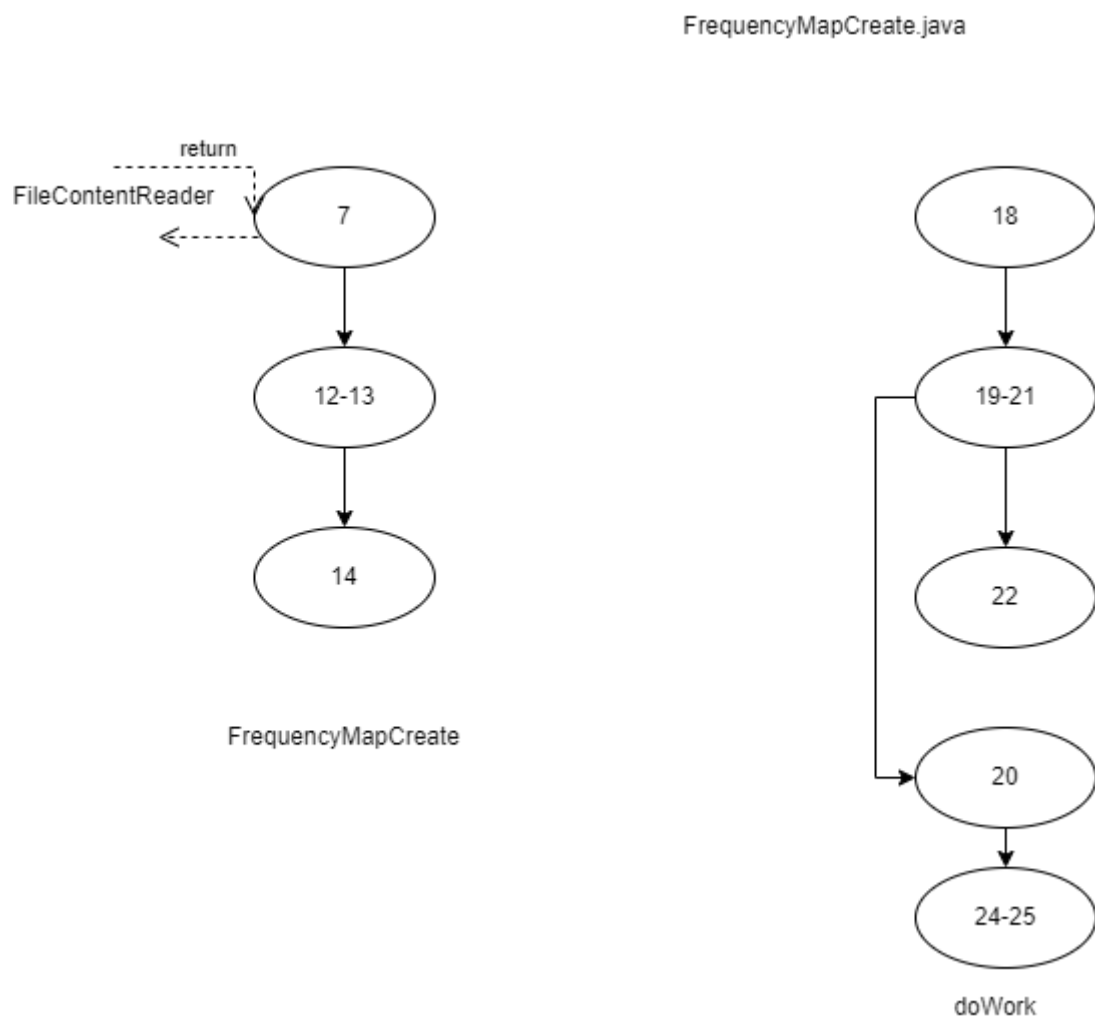 FrequencyMapCreate.java
return
FileContentReader
7
12-13
14
FrequencyMapCreate
18
19-21
22
20
24-25
doWork